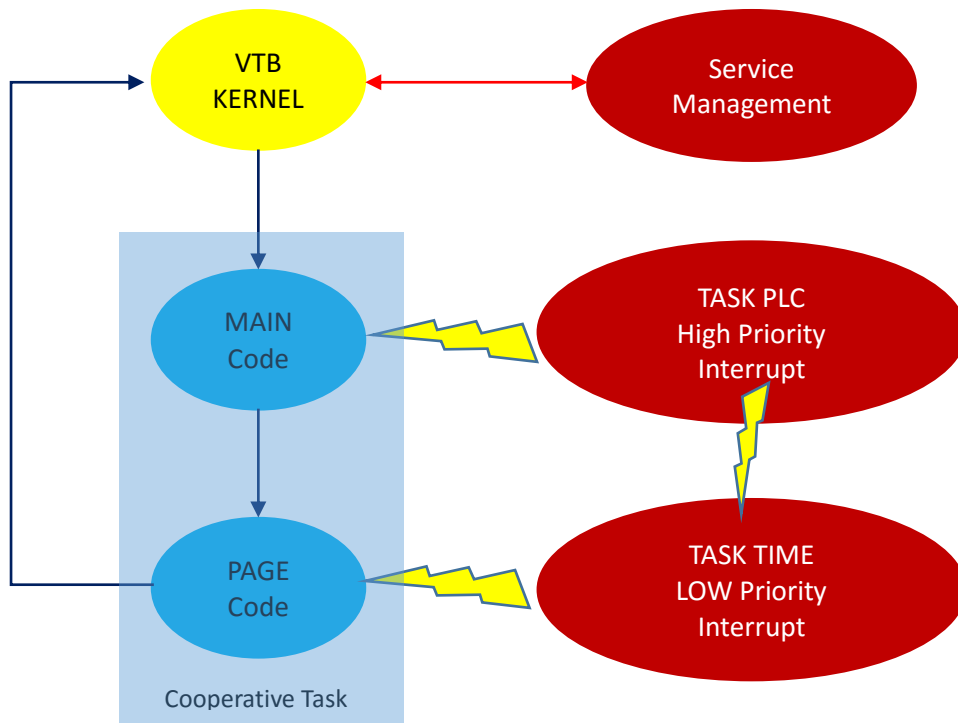 VTB
KERNEL
Service
Management
MAIN
Code
TASK PLC
High Priority
Interrupt
PAGE
Code
TASK TIME
LOW Priority
Interrupt
Cooperative Task